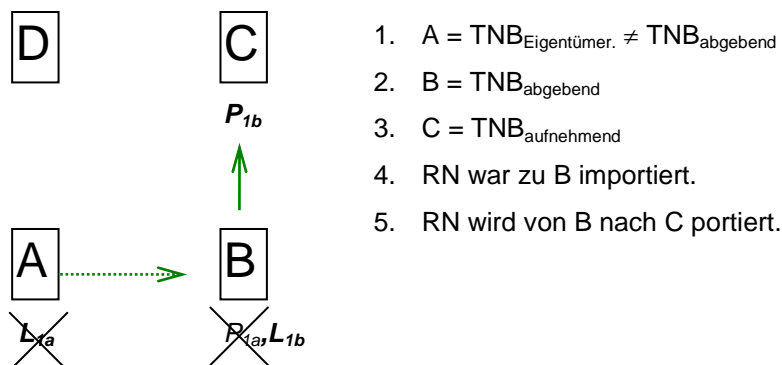 D
C
P1b
A
B
L1a
P1a,L1b
1. A = TNBEigentümer. ≠ TNBabgebend
2. B = TNBabgebend
3. C = TNBaufnehmend
4. RN war zu B importiert.
5. RN wird von B nach C portiert.